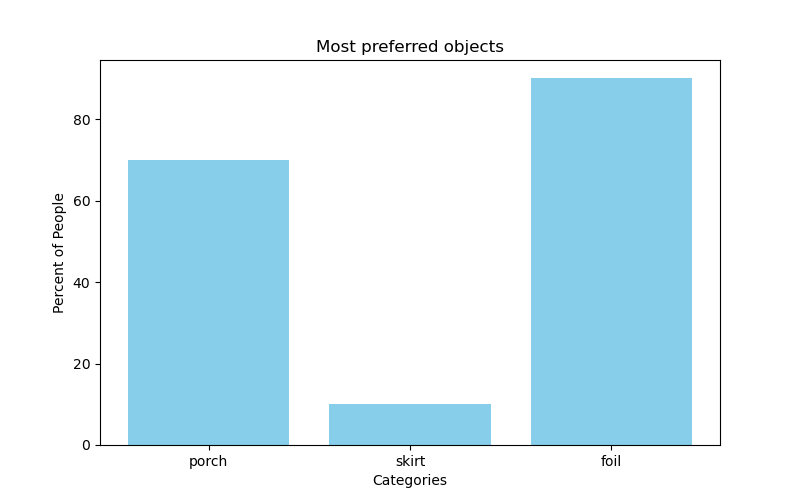 Most preferred objects
Percent of People
80
60
40
20
0
porch skirt foil
Categories